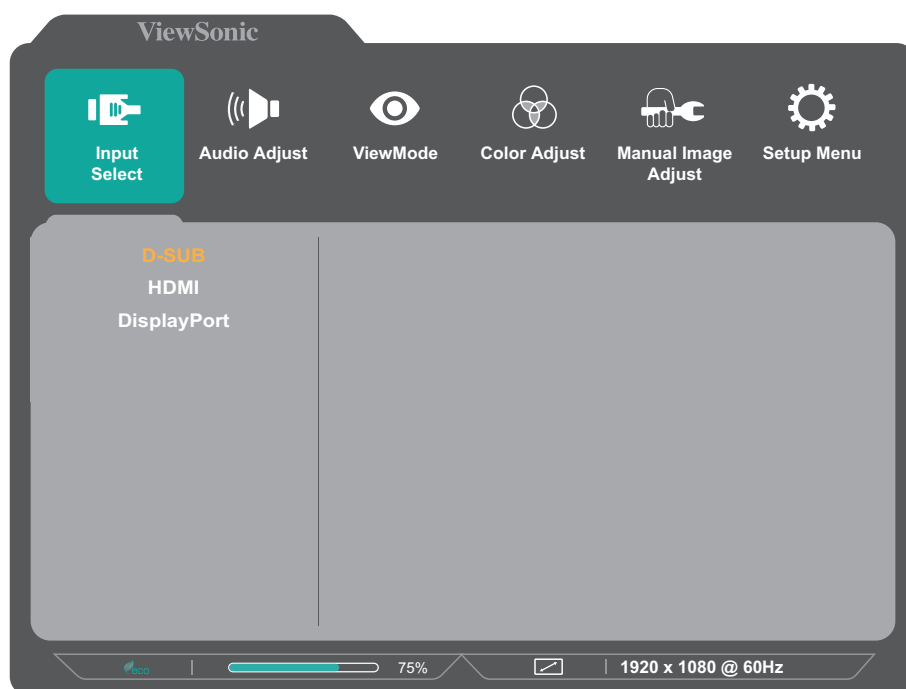 ViewSonic
Input
Select
Audio Adjust
ViewMode
Color Adjust
Manual Image
Adjust
Setup Menu
D-SUB
HDMI
DisplayPort
eco
75%
1920 x 1080 @ 60Hz